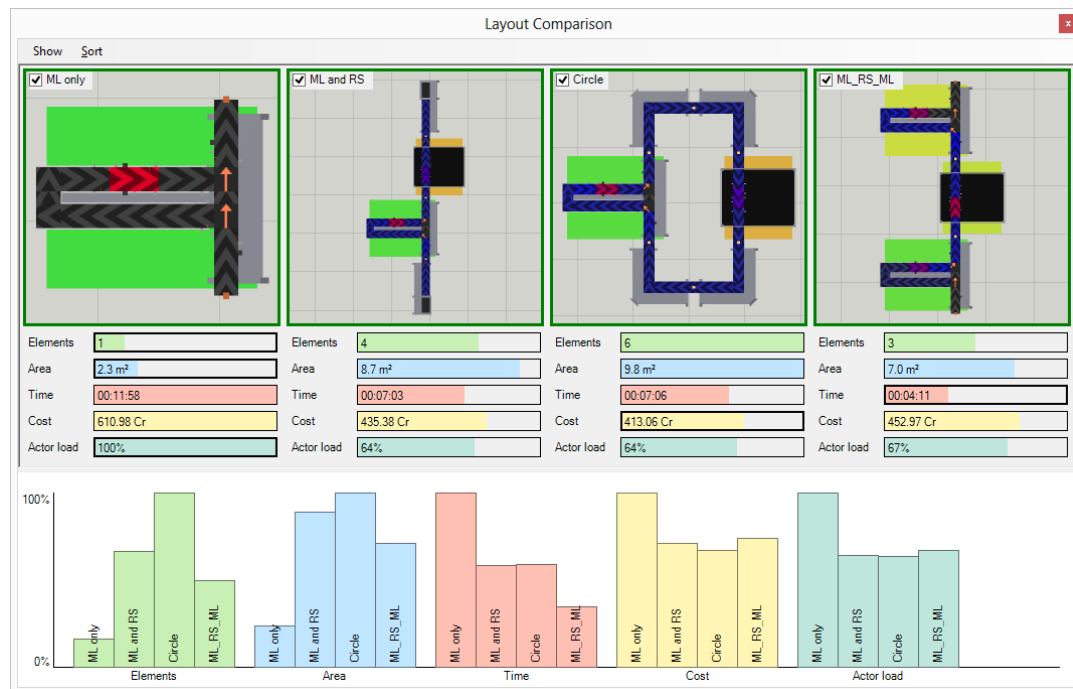 Layout Comparison
x
Show Sort
ML only
ML and RS
Circle
ML_RS_ML
Elements 1
Elements 4
Elements 6
Elements 3
Area 2.3 m²
Area 8.7 m²
Area 9.8 m²
Area 7.0 m²
Time 00:11:58
Time 00:07:03
Time 00:07:06
Time 00:04:11
Cost 610.98 Cr
Cost 435.38 Cr
Cost 413.06 Cr
Cost 452.97 Cr
Actor load 100%
Actor load 64%
Actor load 64%
Actor load 67%
100%
0%
ML only
ML and RS
Circle
ML_RS_ML
ML only
ML and RS
Circle
ML_RS_ML
ML only
ML and RS
Circle
ML_RS_ML
ML only
ML and RS
Circle
ML_RS_ML
ML only
ML and RS
Circle
ML_RS_ML
Elements
Area
Time
Cost
Actor load